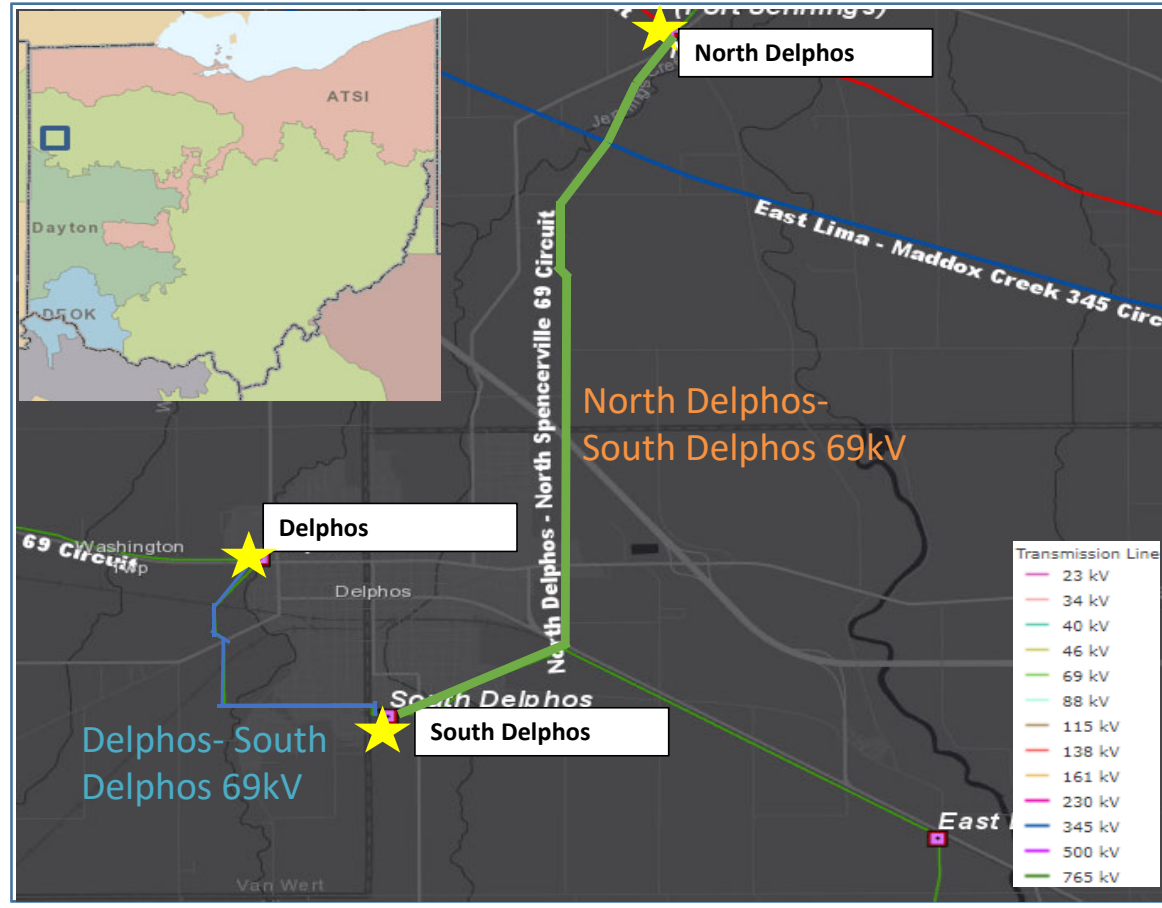 (Fort Jennings)
North Delphos
ATSI
Dayton
DEOK
Jennings
East Lima - Maddox Creek 345 Circ
North Delphos - North Spencerville 69 Circuit
North Delphos-
South Delphos 69kV
Delphos
69 Circuit
Washington
Twp
Delphos
South Delphos
South Delphos
Delphos- South
Delphos 69kV
East
Van Wert
Transmission Line
23 kV
34 kV
40 kV
46 kV
69 kV
88 kV
115 kV
138 kV
161 kV
230 kV
345 kV
500 kV
765 kV